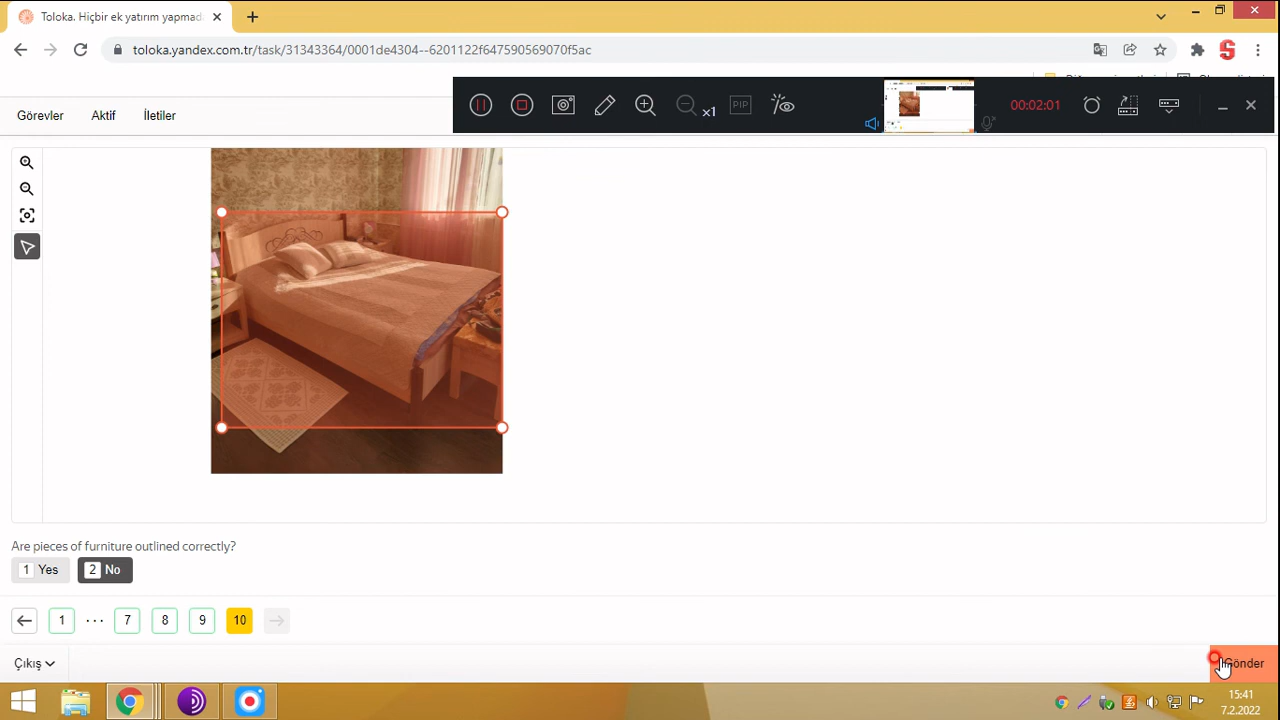 Toloka. Hiçbir ek yatırım yapmada
toloka.yandex.com.tr/task/31343364/0001de4304--6201122f647590569070f5ac
Görevler Aktif İletiler
x1 PIP 00:02:01
Are pieces of furniture outlined correctly?
1 Yes 2 No
1 ... 7 8 9 10
Çıkış Gönder
15:41
7.2.2022